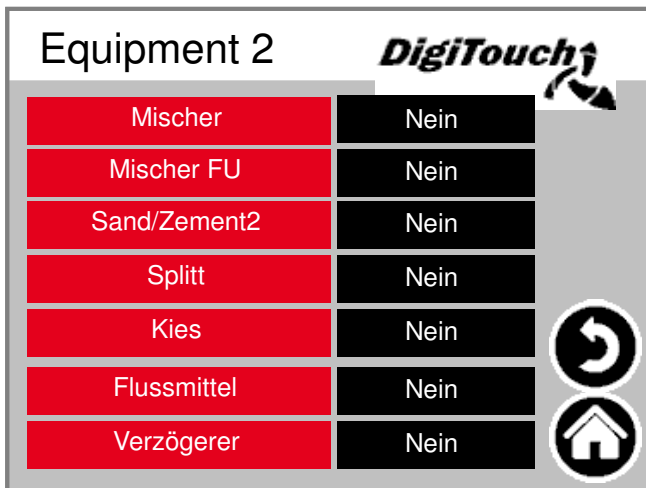 Equipment 2
DigiTouch
Mischer Nein
Mischer FU Nein
Sand/Zement2 Nein
Splitt Nein
Kies Nein
Flussmittel Nein
Verzögerer Nein